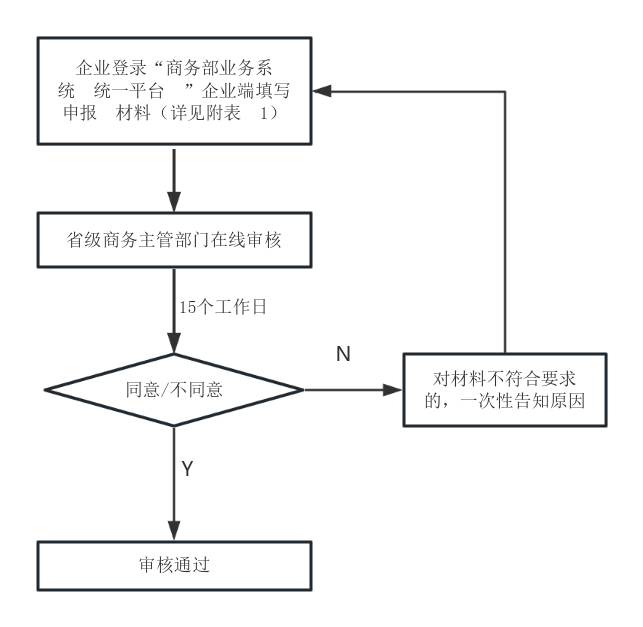 企业登录“商务部业务系
统　统一平台　”企业端填写
申报　材料（详见附表　1）
省级商务主管部门在线审核
15个工作日
同意/不同意
N
对材料不符合要求
的，一次性告知原因
Y
审核通过